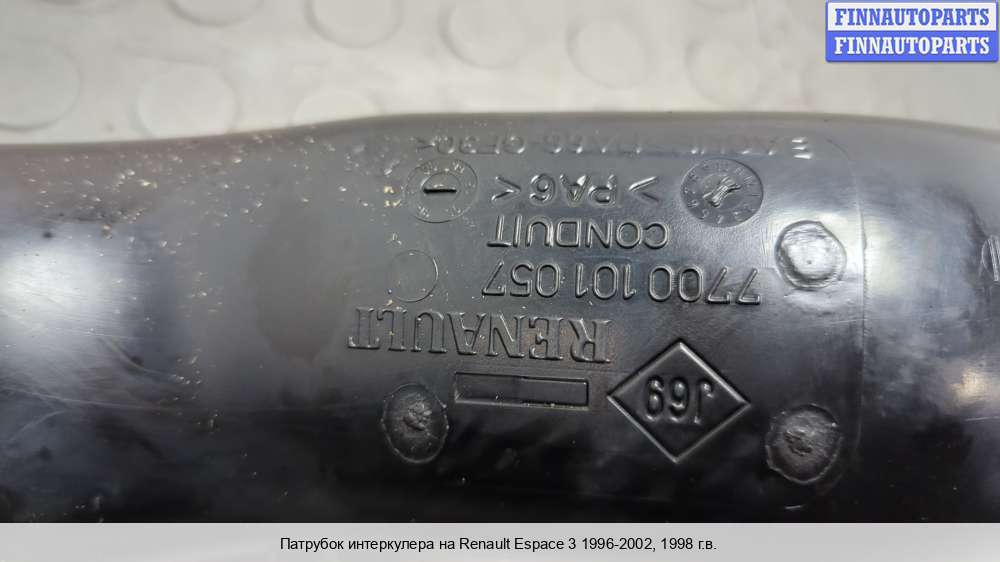 FINNAUTOPARTS
FINNAUTOPARTS
J69
RENAULT
7700 101 057
CONDUIT
>PA6<
Патрубок интеркулера на Renault Espace 3 1996-2002, 1998 г.в.